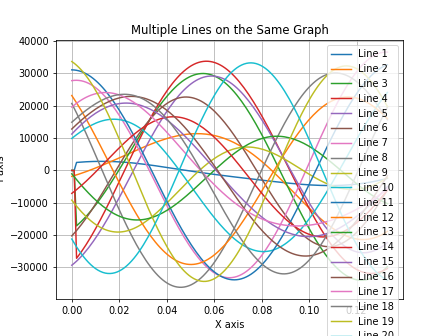 Multiple Lines on the Same Graph
40000
30000
20000
10000
0
−10000
−20000
−30000
0.00
0.02
0.04
0.06
0.08
0.10
X axis
Line 1
Line 2
Line 3
Line 4
Line 5
Line 6
Line 7
Line 8
Line 9
Line 10
Line 11
Line 12
Line 13
Line 14
Line 15
Line 16
Line 17
Line 18
Line 19
Line 20